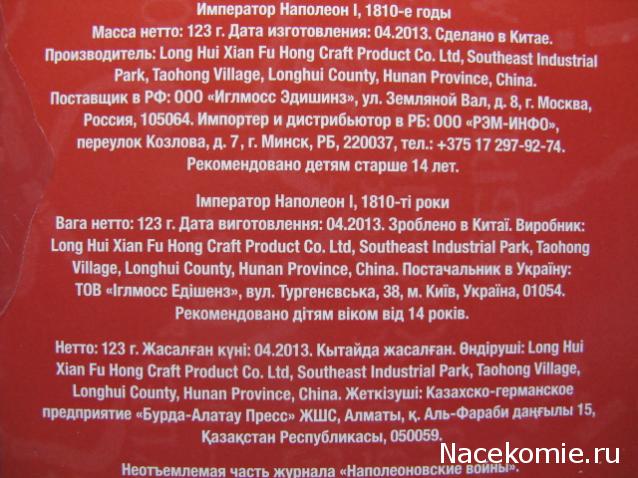 Император Наполеон I, 1810-е годы
Масса нетто: 123 г. Дата изготовления: 04.2013. Сделано в Китае.
Производитель: Long Hui Xian Fu Hong Craft Product Co. Ltd, Southeast Industrial
Park, Taohong Village, Longhui County, Hunan Province, China.
Поставщик в РФ: ООО «Иглмосс Эдишинз», ул. Земляной Вал, д. 8, г. Москва,
Россия, 105064. Импортер и дистрибьютор в РБ: ООО «РЭМ-ИНФО»,
переулок Козлова, д. 7, г. Минск, РБ, 220037, тел.: +375 17 297-92-74.
Рекомендовано детям старше 14 лет.
Імператор Наполеон I, 1810-ті роки
Вага нетто: 123 г. Дата виготовлення: 04.2013. Зроблено в Китаї. Виробник:
Long Hui Xian Fu Hong Craft Product Co. Ltd, Southeast Industrial Park, Taohong
Village, Longhui County, Hunan Province, China. Постачальник в Україну:
ТОВ «Іглмосс Едішенз», вул. Тургенєвська, 38, м. Київ, Україна, 01054.
Рекомендовано дітям віком від 14 років.
Нетто: 123 г. Жасалған күні: 04.2013. Қытайда жасалған. Өндіруші: Long Hui
Xian Fu Hong Craft Product Co. Ltd, Southeast Industrial Park, Taohong Village,
Longhui County, Hunan Province, China. Жеткізуші: Казахско-германское
предприятие «Бурда-Алатау Пресс» ЖШС, Алматы, қ. Аль-Фараби даңғылы 15,
Қазақстан Республикасы, 050059.
Неотъемлемая часть журнала «Наполеоновские войны».
Nacekomie.ru